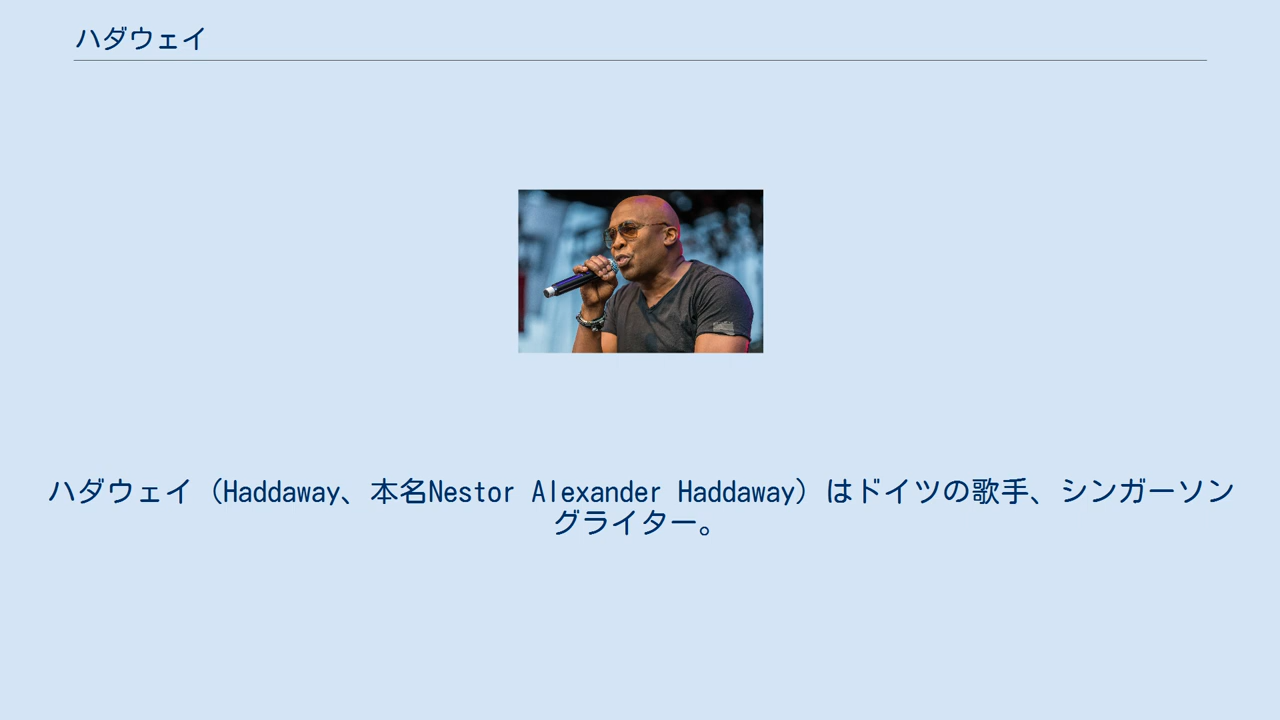 ハダウェイ
ハダウェイ（Haddaway、本名Nestor Alexander Haddaway）はドイツの歌手、シンガーソン
グライター。